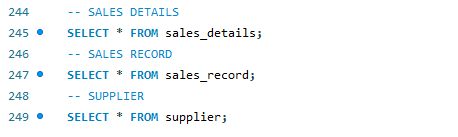 244 -- SALES DETAILS
245 SELECT * FROM sales_details;
246 -- SALES RECORD
247 SELECT * FROM sales_record;
248 -- SUPPLIER
249 SELECT * FROM supplier;